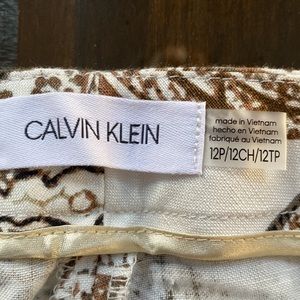 CALVIN KLEIN
made in Vietnam
hecho en Vietnam
fabriqué au Vietnam
12P/12CH/12TP